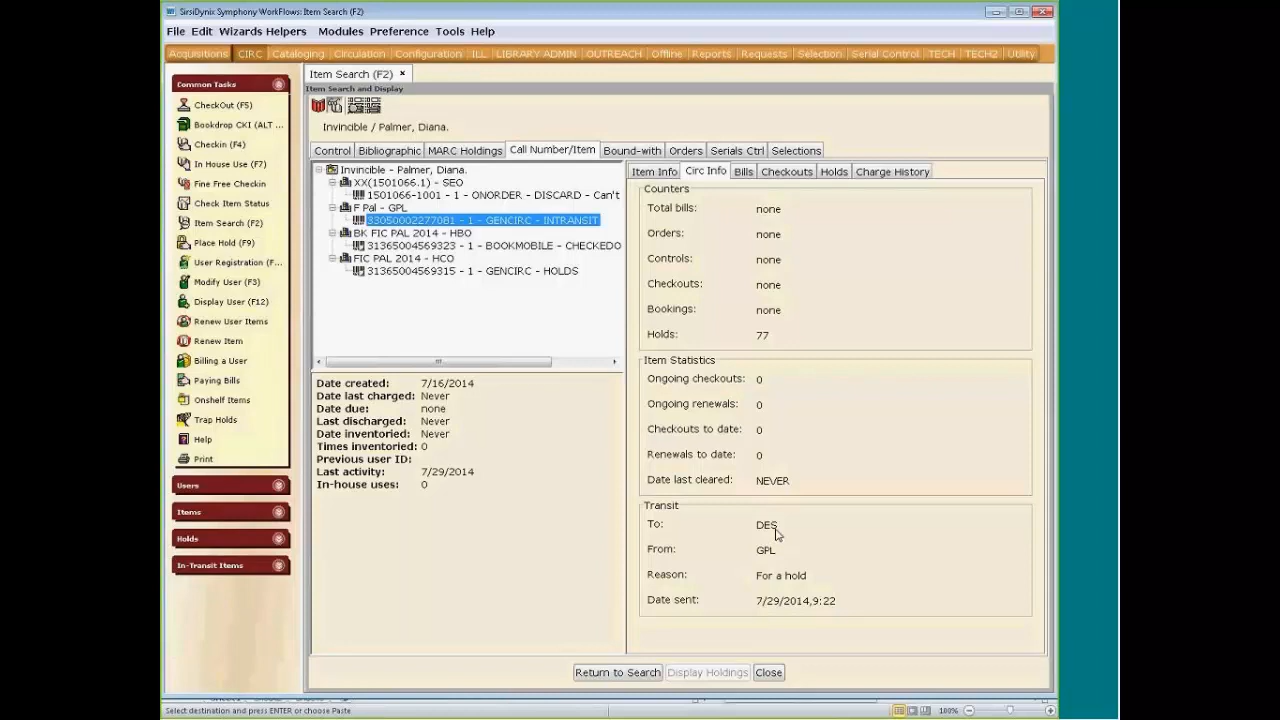 SirsiDynix Symphony WorkFlows: Item Search (F2)
File Edit Wizards Helpers Modules Preference Tools Help
Acquisitions CIRC Cataloging Circulation Configuration ILL LIBRARY ADMIN OUTREACH Offline Reports Requests Selection Serial Control TECH TECH2 Utility
Common Tasks
CheckOut (F5)
Bookdrop CKI (ALT ...
Checkin (F4)
In House Use (F7)
Fine Free Checkin
Check Item Status
Item Search (F2)
Place Hold (F9)
User Registration (F...
Modify User (F3)
Display User (F12)
Renew User Items
Renew Item
Billing a User
Paying Bills
Onshelf Items
Trap Holds
Help
Print
Users
Items
Holds
In-Transit Items
Item Search (F2) ×
Item Search and Display
Invincible / Palmer, Diana.
Control Bibliographic MARC Holdings Call Number/Item Bound-with Orders Serials Ctrl Selections
Invincible - Palmer, Diana.
XX(1501066.1) - SEO
1501066-1001 - 1 - ONORDER - DISCARD - Can't
F Pal - GPL
33050002277081 - 1 - GENCIRC - INTRANSIT
BK FIC PAL 2014 - HBO
31365004569323 - 1 - BOOKMOBILE - CHECKEDO
FIC PAL 2014 - HCO
31365004569315 - 1 - GENCIRC - HOLDS
Date created: 7/16/2014
Date last charged: Never
Date due: none
Last discharged: Never
Date inventoried: Never
Times inventoried: 0
Previous user ID:
Last activity: 7/29/2014
In-house uses: 0
Item Info Circ Info Bills Checkouts Holds Charge History
Counters
Total bills: none
Orders: none
Controls: none
Checkouts: none
Bookings: none
Holds: 77
Item Statistics
Ongoing checkouts: 0
Ongoing renewals: 0
Checkouts to date: 0
Renewals to date: 0
Date last cleared: NEVER
Transit
To: DES
From: GPL
Reason: For a hold
Date sent: 7/29/2014,9:22
Return to Search Display Holdings Close
Select destination and press ENTER or choose Paste
100%